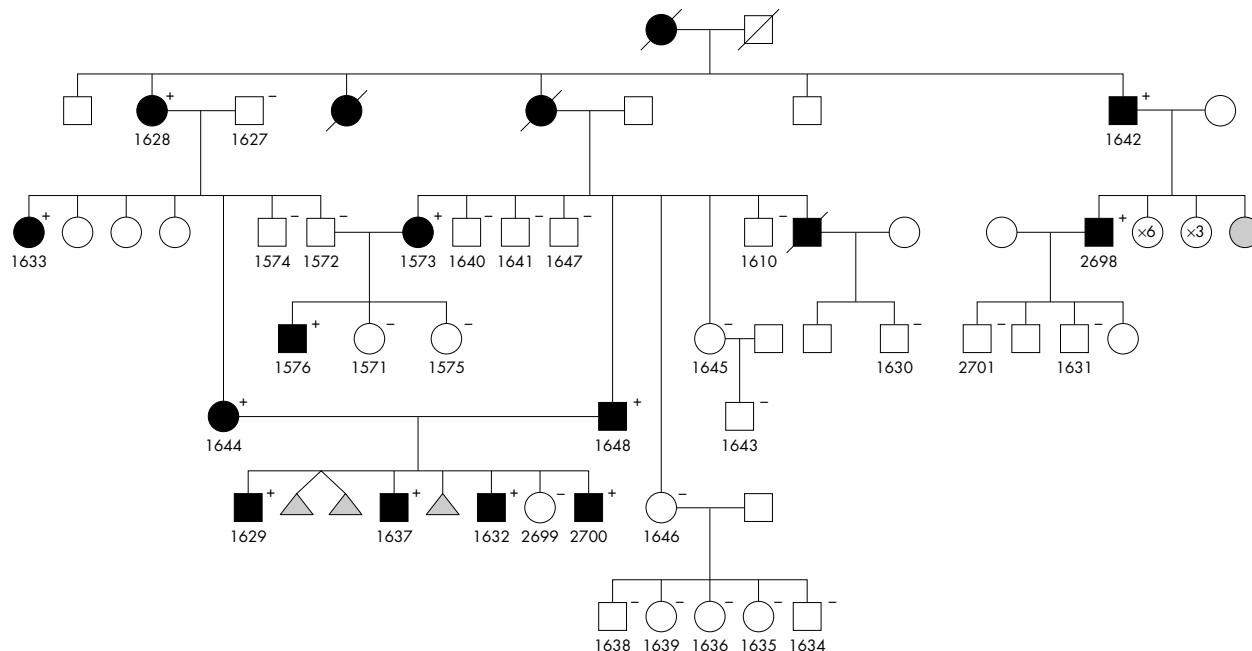 + − +
1628 1627 1642
+ − − + − − − − +
×6 ×3
1633 1574 1572 1573 1640 1641 1647 1610 2698
+ − − − − − −
1576 1571 1575 1645 1630 2701 1631
+ + −
1644 1648 1643
+ + + − + −
1629 1637 1632 2699 2700 1646
− − − − −
1638 1639 1636 1635 1634